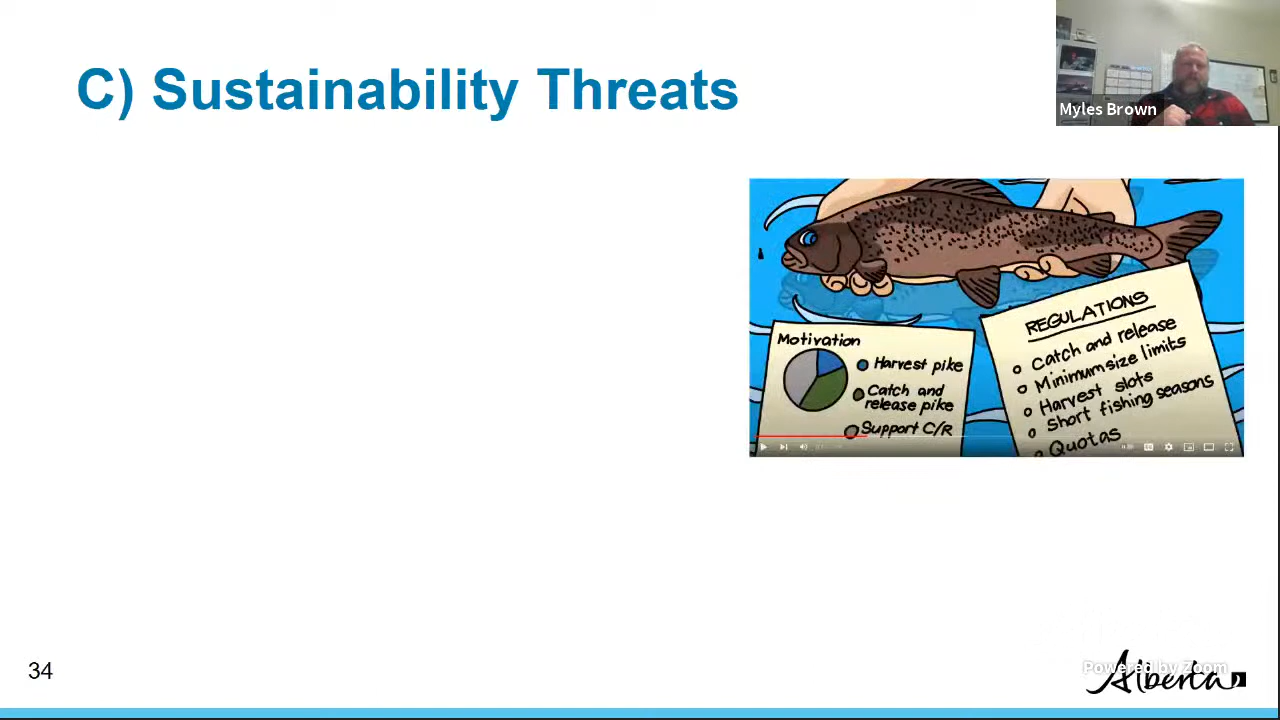 C) Sustainability Threats
Myles Brown
Motivation
Harvest pike
Catch and
release pike
Support C/R
REGULATIONS
Catch and release
Minimum size limits
Harvest slots
Short fishing seasons
Quotas
34
Powered by Zoom
Alberta